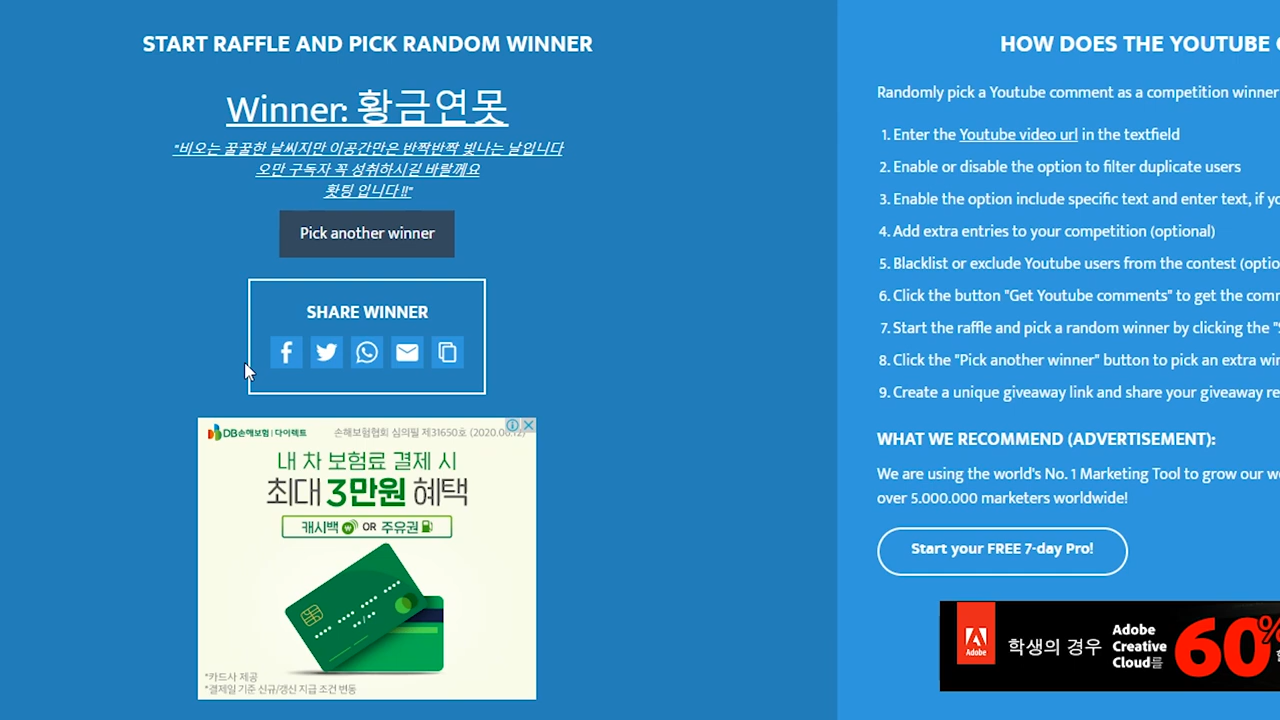 START RAFFLE AND PICK RANDOM WINNER
Winner: 황금연못
"비오는 꿀꿀한 날씨지만 이공간만은 반짝반짝 빛나는 날입니다
오만 구독자 꼭 성취하시길 바랄께요
홧팅 입니다!!"
Pick another winner
SHARE WINNER
DB손해보험 | 다이렉트
손해보험협회 심의필 제31650호 (2020.06.12)
내 차 보험료 결제 시
최대 3만원 혜택
캐시백 W OR 주유권
*카드사 제공
*결제일 기준 신규/갱신 지급 조건 변동
HOW DOES THE YOUTUBE
Randomly pick a Youtube comment as a competition winner
1. Enter the Youtube video url in the textfield
2. Enable or disable the option to filter duplicate users
3. Enable the option include specific text and enter text, if
4. Add extra entries to your competition (optional)
5. Blacklist or exclude Youtube users from the contest
6. Click the button "Get Youtube comments" to get the
7. Start the raffle and pick a random winner by clicking the
8. Click the "Pick another winner" button to pick an extra
9. Create a unique giveaway link and share your giveaway
WHAT WE RECOMMEND (ADVERTISEMENT):
We are using the world's No. 1 Marketing Tool to grow our
over 5.000.000 marketers worldwide!
Start your FREE 7-day Pro!
Adobe
학생의 경우
Adobe
Creative
Cloud를
60%